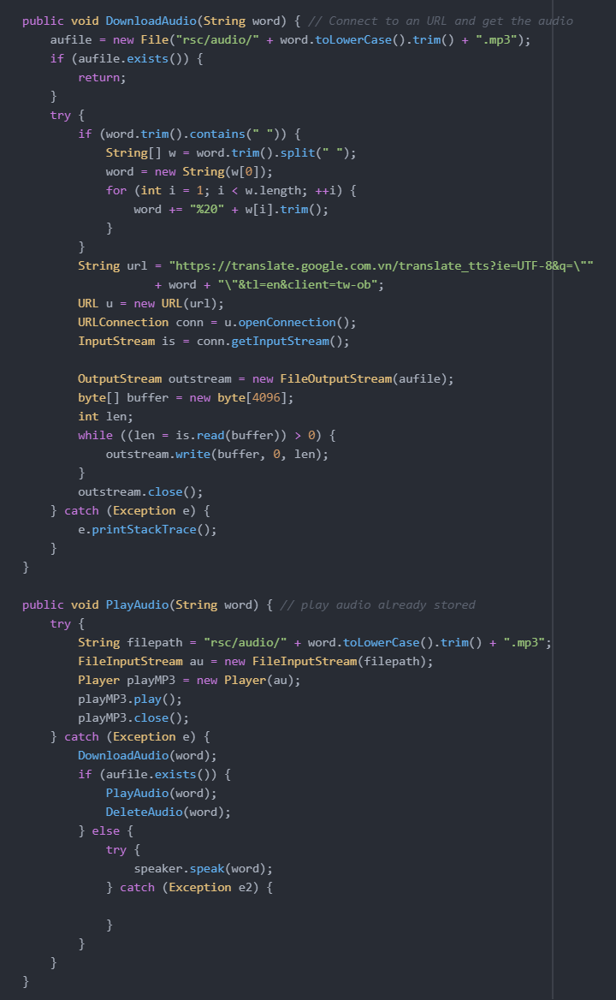 public void DownloadAudio(String word) { // Connect to an URL and get the audio
    aufile = new File("rsc/audio/" + word.toLowerCase().trim() + ".mp3");
    if (aufile.exists()) {
        return;
    }
    try {
        if (word.trim().contains(" ")) {
            String[] w = word.trim().split(" ");
            word = new String(w[0]);
            for (int i = 1; i < w.length; ++i) {
                word += "%20" + w[i].trim();
            }
        }
        String url = "https://translate.google.com.vn/translate_tts?ie=UTF-8&q=\""
                   + word + "\"&tl=en&client=tw-ob";
        URL u = new URL(url);
        URLConnection conn = u.openConnection();
        InputStream is = conn.getInputStream();

        OutputStream outstream = new FileOutputStream(aufile);
        byte[] buffer = new byte[4096];
        int len;
        while ((len = is.read(buffer)) > 0) {
            outstream.write(buffer, 0, len);
        }
        outstream.close();
    } catch (Exception e) {
        e.printStackTrace();
    }
}

public void PlayAudio(String word) { // play audio already stored
    try {
        String filepath = "rsc/audio/" + word.toLowerCase().trim() + ".mp3";
        FileInputStream au = new FileInputStream(filepath);
        Player playMP3 = new Player(au);
        playMP3.play();
        playMP3.close();
    } catch (Exception e) {
        DownloadAudio(word);
        if (aufile.exists()) {
            PlayAudio(word);
            DeleteAudio(word);
        } else {
            try {
                speaker.speak(word);
            } catch (Exception e2) {

            }
        }
    }
}